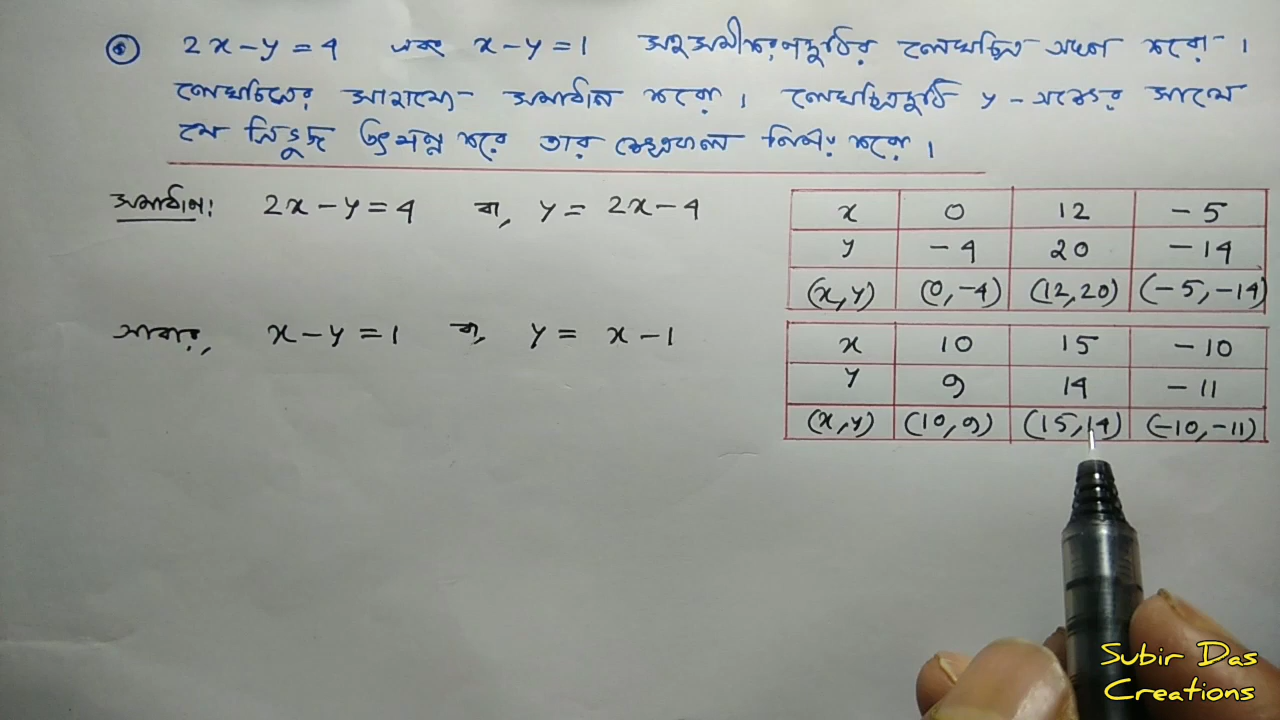 2x-y=4 এবং x-y=1 সহসমীকরণদুটির লেখচিত্র অঙ্কন করো।
লেখচিত্রের সাহায্যে সমাধান করো। লেখচিত্রদুটি y-অক্ষের সাথে
যে ত্রিভুজ উৎপন্ন করে তার ক্ষেত্রফল নির্ণয় করো।
সমাধান: 2x-y=4 বা, y= 2x-4
x 0 12 -5
y -4 20 -14
(x,y) (0,-4) (12,20) (-5,-14)
আবার, x-y=1 বা, y= x-1
x 10 15 -10
y 9 14 -11
(x,y) (10,9) (15,14) (-10,-11)
Subir Das
Creations